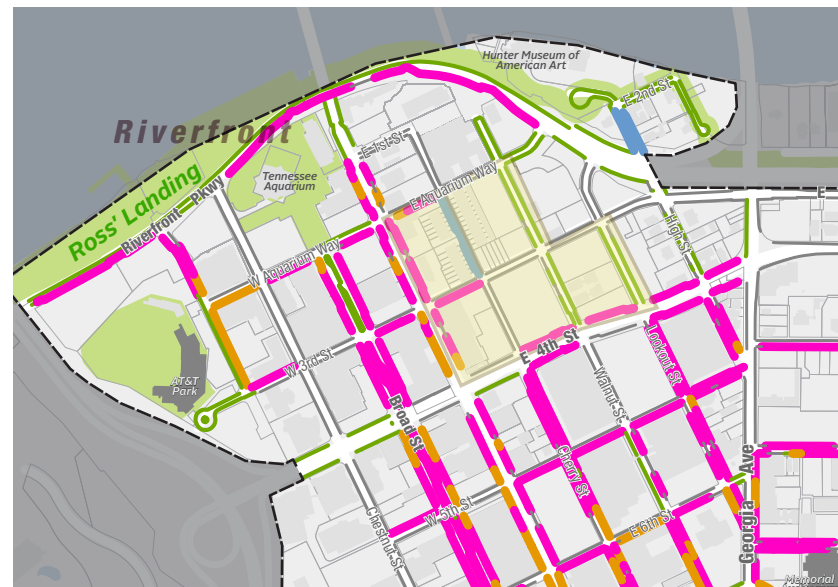 Hunter Museum of
American Art
E 2nd St
Riverfront
E 1st St
Tennessee
Aquarium
E Aquarium Way
Ross' Landing
Riverfront Pkwy
E
High St
W Aquarium Way
E 4th St
Lookout St
W 3rd St
AT&T
Park
Walnut St
Broad St
Cherry St
Georgia Ave
W 5th St
Chestnut St
E 6th St
Memorial